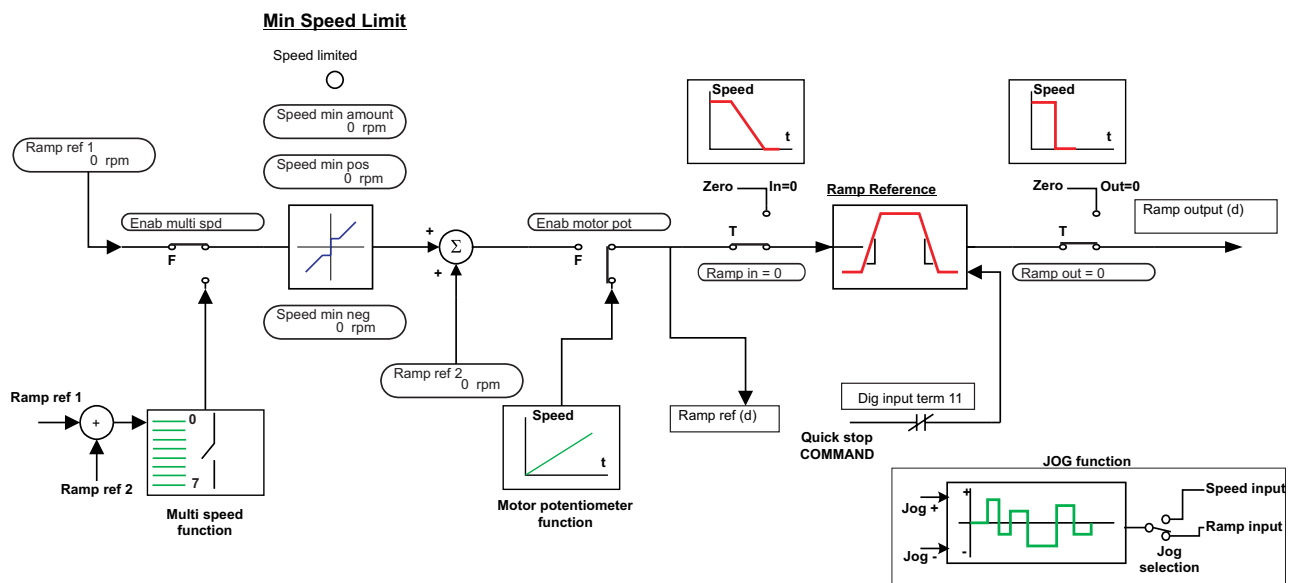 Min Speed Limit
Speed limited
Speed min amount
0 rpm
Speed min pos
0 rpm
Ramp ref 1
0 rpm
Enab multi spd
F
Speed min neg
0 rpm
+
+
Σ
Ramp ref 2
0 rpm
Enab motor pot
F
Speed
t
Zero
In=0
T
Ramp in = 0
Ramp Reference
Speed
t
Zero
Out=0
T
Ramp out = 0
Ramp output (d)
Ramp ref 1
+
Ramp ref 2
0
7
Multi speed
function
Speed
t
Motor potentiometer
function
Ramp ref (d)
Dig input term 11
Quick stop
COMMAND
JOG function
Jog +
Jog -
+
-
Speed input
Ramp input
Jog
selection